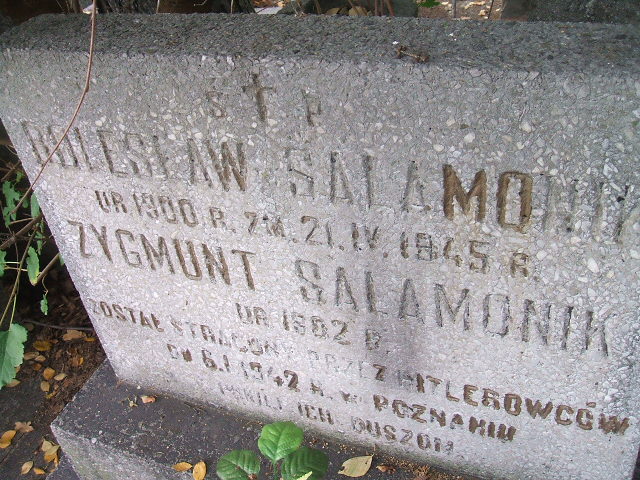 Ś † P
BOLESŁAW SALAMONIK
UR. 1900 R. ZM. 21.IV. 1945 R.
ZYGMUNT SALAMONIK
UR R.
ZOSTAŁ STRACONY PRZEZ HITLEROWCÓW
DN 6.I.1942 R. W POZNANIU
POKÓJ ICH DUSZOM